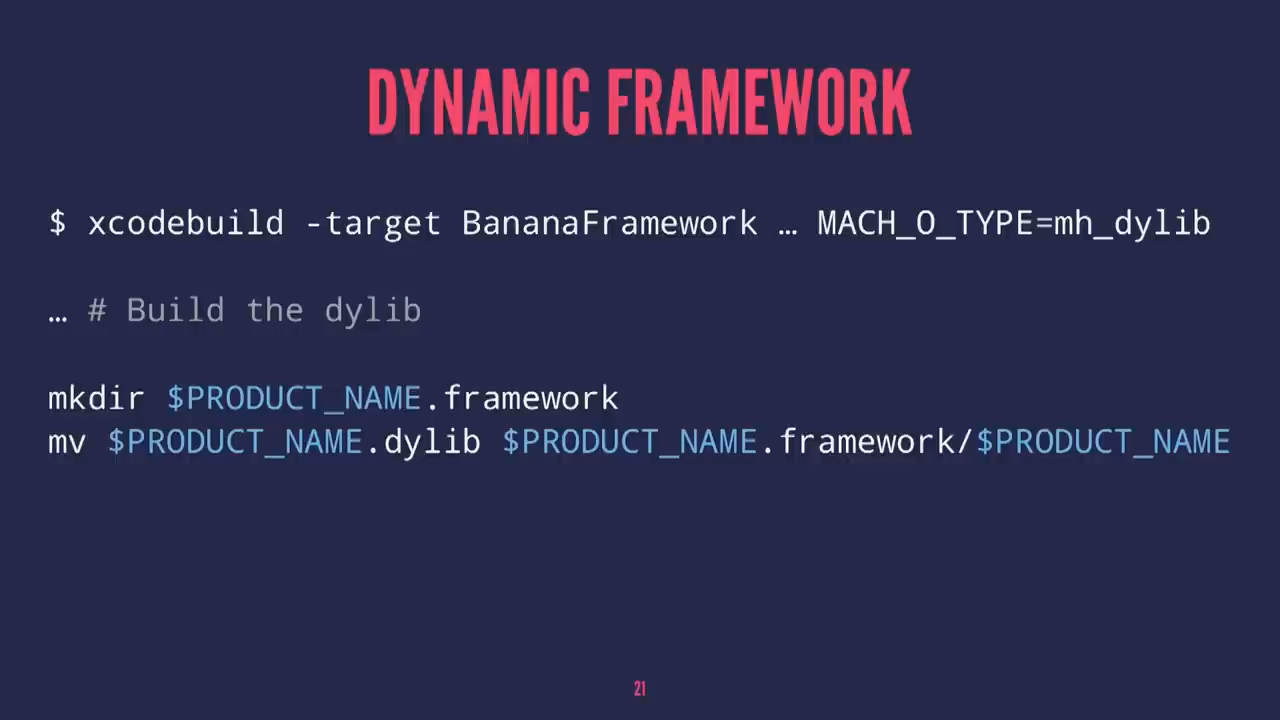 DYNAMIC FRAMEWORK
$ xcodebuild -target BananaFramework … MACH_O_TYPE=mh_dylib
… # Build the dylib
mkdir $PRODUCT_NAME.framework
mv $PRODUCT_NAME.dylib $PRODUCT_NAME.framework/$PRODUCT_NAME
21